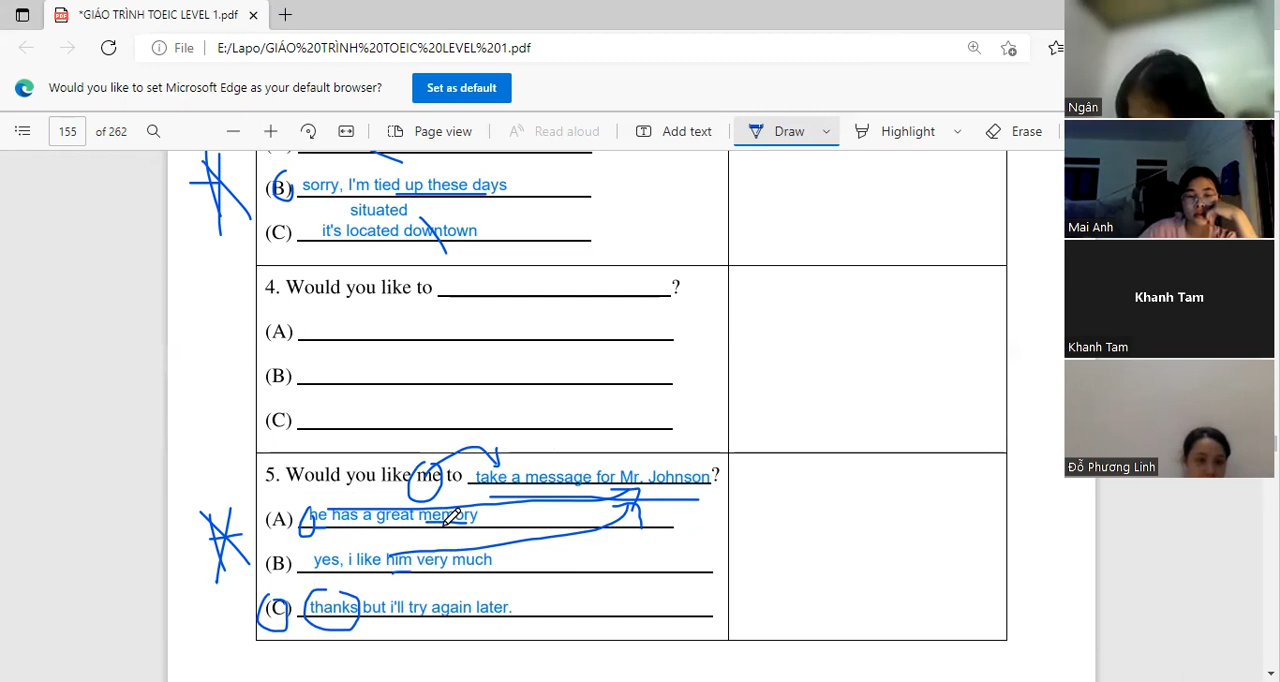 *GIÁO TRÌNH TOEIC LEVEL 1.pdf
File E:/Lapo/GIÁO%20TRÌNH%20TOEIC%20LEVEL%201.pdf
Would you like to set Microsoft Edge as your default browser? Set as default
155 of 262 Page view Read aloud Add text Draw Highlight Erase
(B) sorry, I'm tied up these days
situated
(C) it's located downtown
4. Would you like to ?
(A)
(B)
(C)
5. Would you like me to take a message for Mr. Johnson?
(A) he has a great memory
(B) yes, i like him very much
(C) thanks but i'll try again later.
Ngân
Mai Anh
Khanh Tam
Khanh Tam
Đỗ Phương Linh